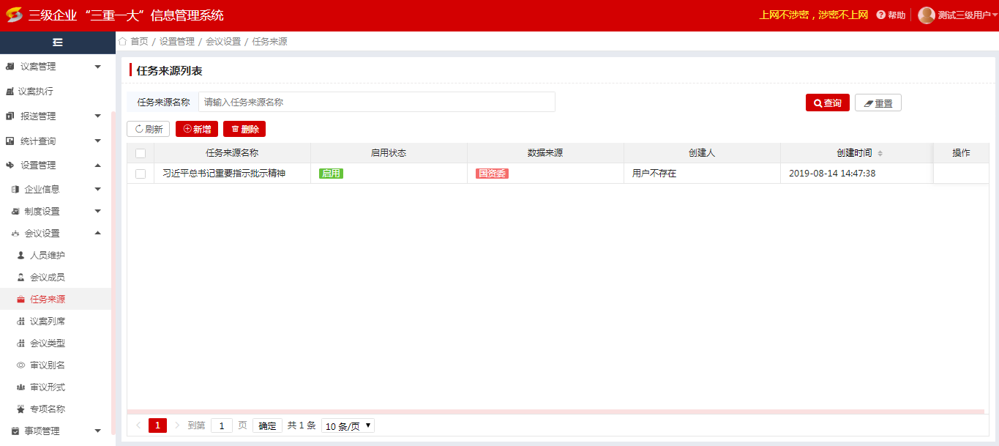 三级企业 “三重一大”信息管理系统
上网不涉密，涉密不上网 帮助 测试三级用户
首页 / 设置管理 / 会议设置 / 任务来源
议案管理
议案执行
报送管理
统计查询
设置管理
企业信息
制度设置
会议设置
人员维护
会议成员
任务来源
议案列席
会议类型
审议别名
审议形式
专项名称
事项管理
任务来源列表
任务来源名称 请输入任务来源名称 查询 重置
刷新 新增 删除
任务来源名称 启用状态 数据来源 创建人 创建时间 操作
习近平总书记重要指示批示精神 启用 国资委 用户不存在 2019-08-14 14:47:38
1 到第 1 页 确定 共 1 条 10 条/页